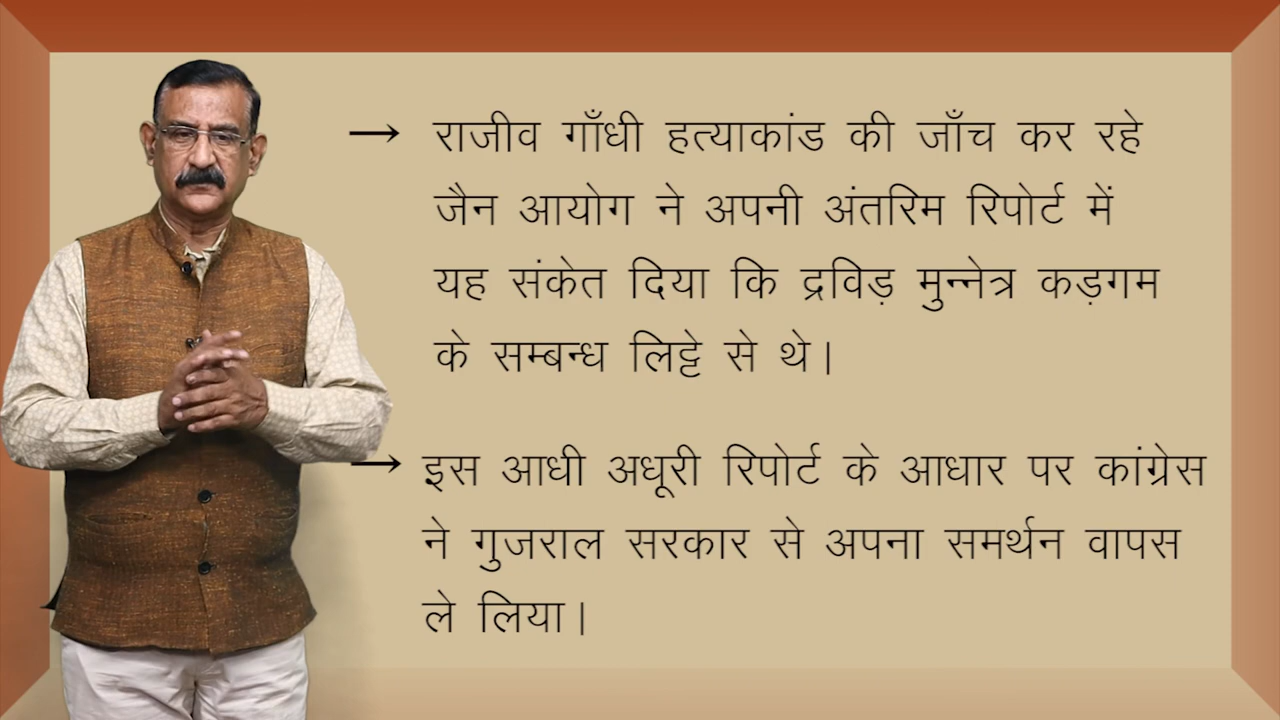 → राजीव गाँधी हत्याकांड की जाँच कर रहे
जैन आयोग ने अपनी अंतरिम रिपोर्ट में
यह संकेत दिया कि द्रविड़ मुन्नेत्र कड़गम
के सम्बन्ध लिट्टे से थे।
→ इस आधी अधूरी रिपोर्ट के आधार पर कांग्रेस
ने गुजराल सरकार से अपना समर्थन वापस
ले लिया।